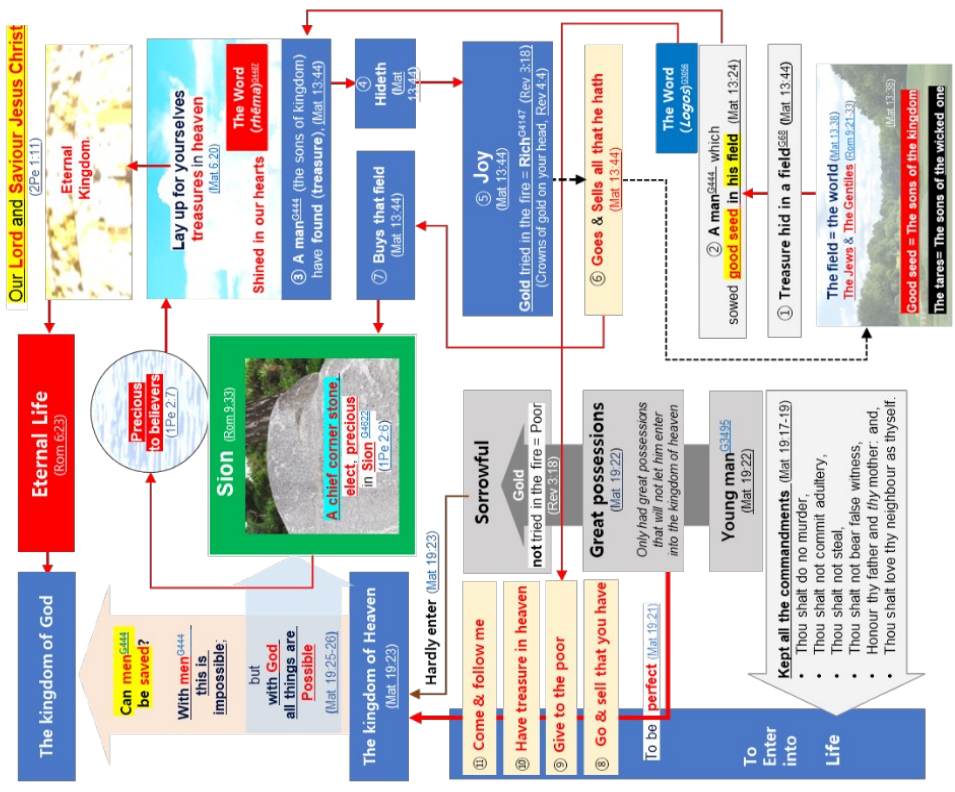 Our Lord and Saviour Jesus Christ
(2Pe 1:11)
The kingdom of God
Eternal Life
(Rom 6:23)
Eternal
Kingdom
Can men^G444
be saved?
With men^G444
this is
impossible;
but
with God
all things are
Possible
(Mat 19:25-26)
The kingdom of Heaven
(Mat 19:23)
Precious
to believers
(1Pe 2:7)
Sion (Rom 9:33)
A chief corner stone,
elect, precious
in Sion^G4622
(1Pe 2:6)
Lay up for yourselves
treasures in heaven
(Mat 6:20)
The Word
(rhēma)^G4487
Shined in our hearts
③ A man^G444 (the sons of kingdom)
have found (treasure), (Mat 13:44)
④
Hideth
(Mat
13:44)
⑦ Buys that field
(Mat 13:44)
⑤ Joy
(Mat 13:44)
Gold tried in the fire = Rich^G4147 (Rev 3:18)
(Crowns of gold on your head, Rev 4:4)
⑥ Goes & Sells all that he hath
(Mat 13:44)
The Word
(Logos)^G3056
② A man^G444 which
sowed good seed in his field (Mat 13:24)
① Treasure hid in a field^G68 (Mat 13:44)
The field = the world (Mat 13:38)
The Jews & The Gentiles (Rom 9:21-33)
(Mat 13:38)
Good seed = The sons of the kingdom
The tares= The sons of the wicked one
Hardly enter (Mat 19:23)
Sorrowful
Gold
(Rev 3:18)
not tried in the fire = Poor
Great possessions
(Mat 19:22)
Only had great possessions
that will not let him enter
into the kingdom of heaven
Young man^G3495
(Mat 19:22)
⑪ Come & follow me
⑩ Have treasure in heaven
⑨ Give to the poor
⑧ Go & sell that you have
To be perfect (Mat 19:21)
To
Enter
into
Life
Kept all the commandments (Mat 19:17-19)
• Thou shalt do no murder,
• Thou shalt not commit adultery,
• Thou shalt not steal,
• Thou shalt not bear false witness,
• Honour thy father and thy mother: and,
• Thou shalt love thy neighbour as thyself.